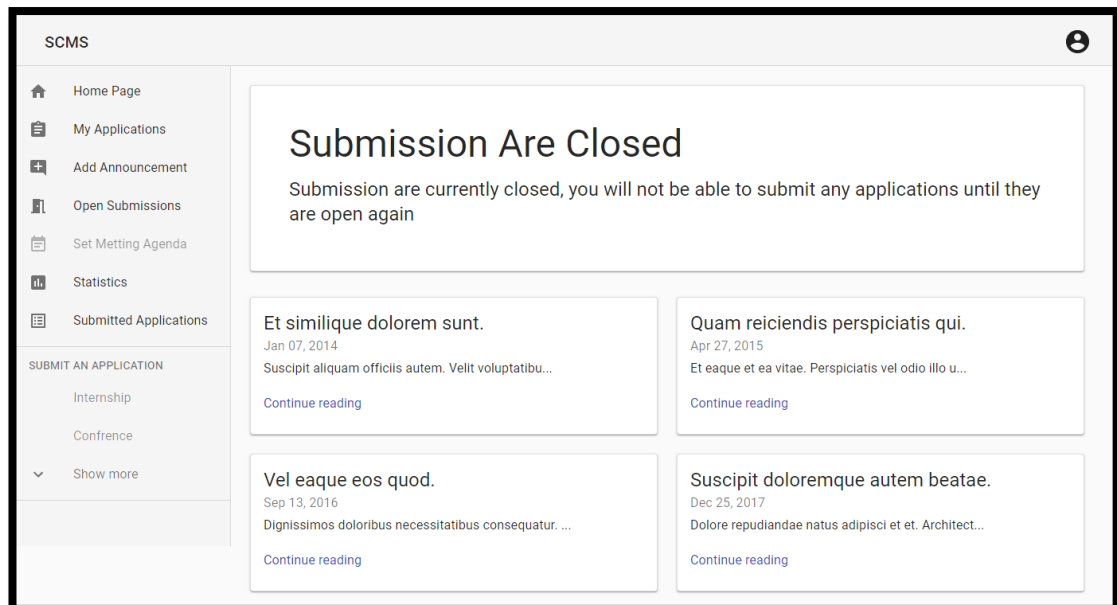 SCMS
Home Page
My Applications
Add Announcement
Open Submissions
Set Metting Agenda
Statistics
Submitted Applications
SUBMIT AN APPLICATION
Internship
Confrence
Show more
Submission Are Closed
Submission are currently closed, you will not be able to submit any applications until they
are open again
Et similique dolorem sunt.
Jan 07, 2014
Suscipit aliquam officiis autem. Velit voluptatibu...
Continue reading
Quam reiciendis perspiciatis qui.
Apr 27, 2015
Et eaque et ea vitae. Perspiciatis vel odio illo u...
Continue reading
Vel eaque eos quod.
Sep 13, 2016
Dignissimos doloribus necessitatibus consequatur. ...
Continue reading
Suscipit doloremque autem beatae.
Dec 25, 2017
Dolore repudiandae natus adipisci et et. Architect...
Continue reading